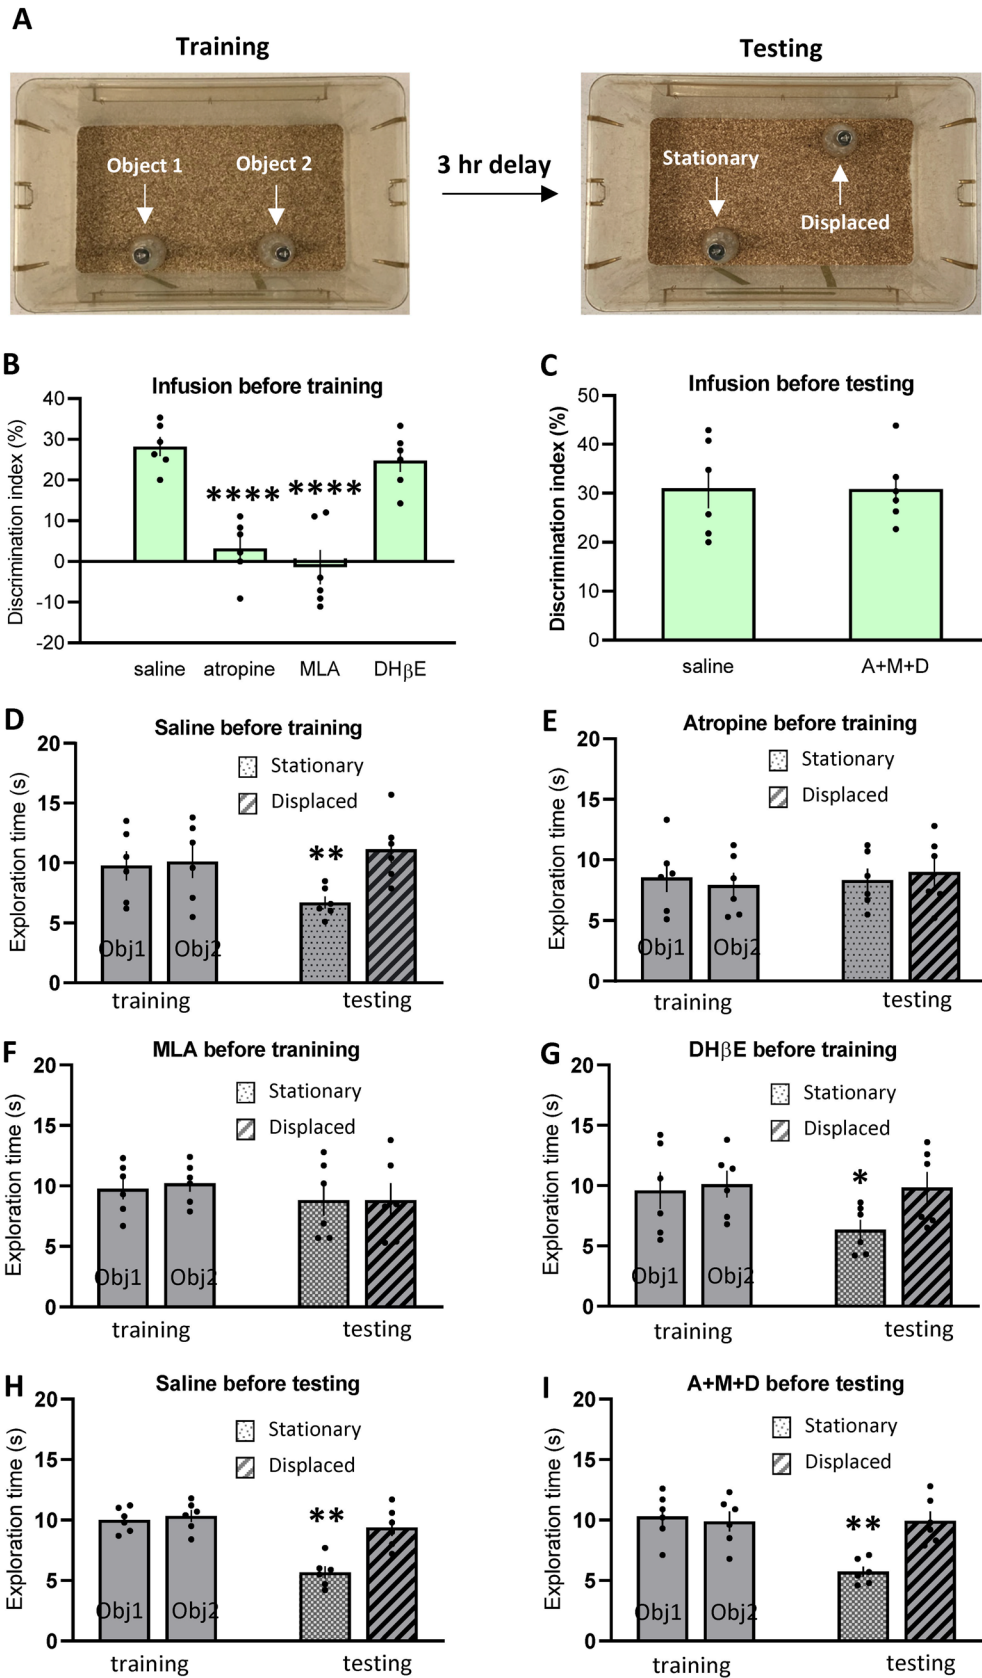 A
Training
Testing
Object 1
Object 2
3 hr delay
Stationary
Displaced
B
Infusion before training
Discrimination index (%)
40
30
20
10
0
-10
-20
****
****
saline
atropine
MLA
DHβE
C
Infusion before testing
Discrimination index (%)
50
40
30
20
10
0
saline
A+M+D
D
Saline before training
Exploration time (s)
20
15
10
5
0
Stationary
Displaced
**
Obj1
Obj2
training
testing
E
Atropine before training
Exploration time (s)
20
15
10
5
0
Stationary
Displaced
Obj1
Obj2
training
testing
F
MLA before tranining
Exploration time (s)
20
15
10
5
0
Stationary
Displaced
Obj1
Obj2
training
testing
G
DHβE before training
Exploration time (s)
20
15
10
5
0
Stationary
Displaced
*
Obj1
Obj2
training
testing
H
Saline before testing
Exploration time (s)
20
15
10
5
0
Stationary
Displaced
**
Obj1
Obj2
training
testing
I
A+M+D before testing
Exploration time (s)
20
15
10
5
0
Stationary
Displaced
**
Obj1
Obj2
training
testing